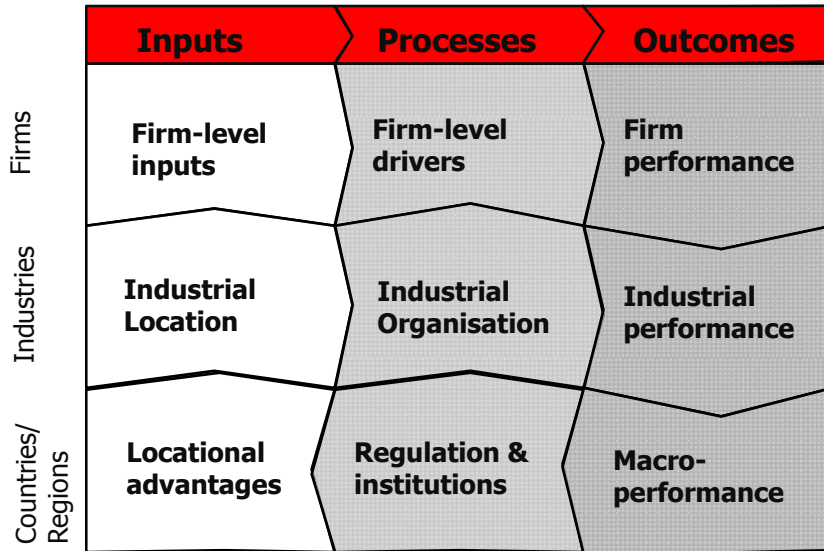 Inputs
Processes
Outcomes
Firms
Firm-level
inputs
Firm-level
drivers
Firm
performance
Industries
Industrial
Location
Industrial
Organisation
Industrial
performance
Countries/
Regions
Locational
advantages
Regulation &
institutions
Macro-
performance